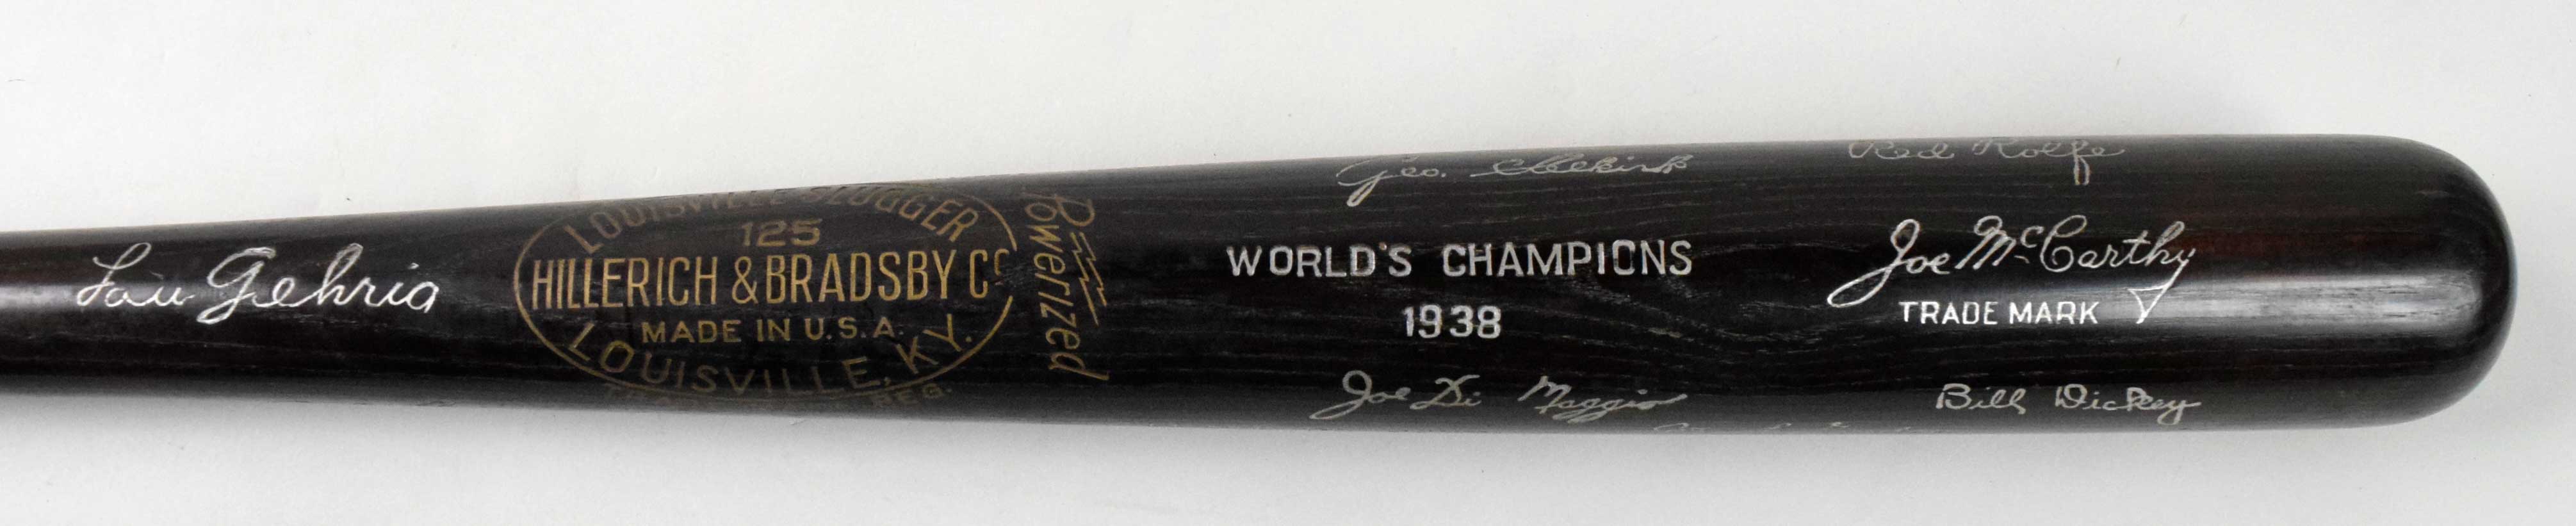 Lou Gehrig
LOUISVILLE SLUGGER
125
HILLERICH & BRADSBY Co
MADE IN U.S.A.
LOUISVILLE, KY.
REG.
Powerized
Geo. Selkirk
Red Rolfe
WORLD'S CHAMPIONS
1938
Joe McCarthy
TRADE MARK
Joe Di Maggio
Bill Dickey